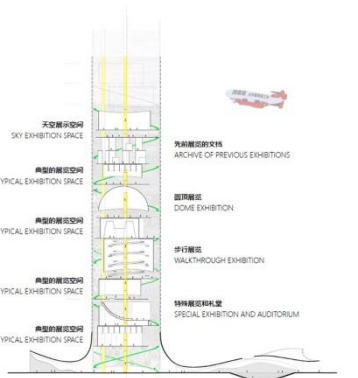 天空展示空间
SKY EXHIBITION SPACE
先前展览的文档
ARCHIVE OF PREVIOUS EXHIBITIONS
典型的展览空间
YPICAL EXHIBITION SPACE
圆顶展览
DOME EXHIBITION
典型的展览空间
YPICAL EXHIBITION SPACE
步行展览
WALKTHROUGH EXHIBITION
典型的展览空间
YPICAL EXHIBITION SPACE
特殊展览和礼堂
SPECIAL EXHIBITION AND AUDITORIUM
典型的展览空间
YPICAL EXHIBITION SPACE